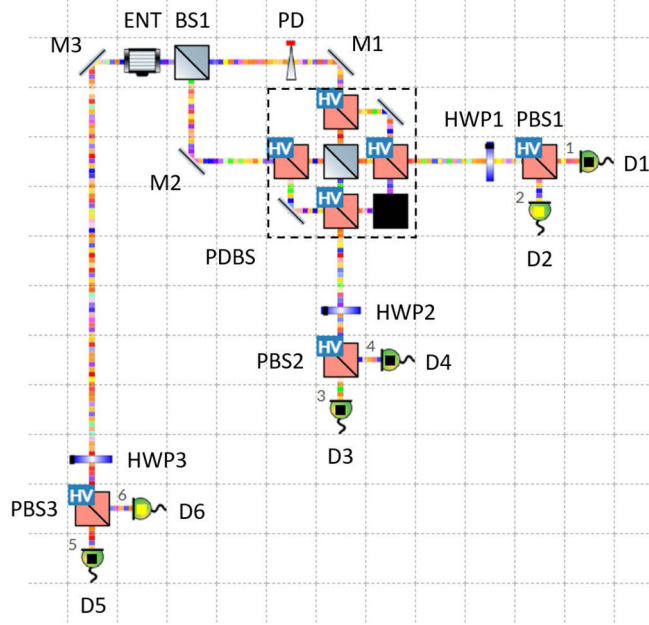 ENT BS1 PD M1
M3
HV
HWP1 PBS1
HV HV HV 1 D1
M2
HV 2
D2
PDBS
HWP2
HV 4
PBS2 D4
3
D3
HWP3
HV 6
PBS3 D6
5
D5